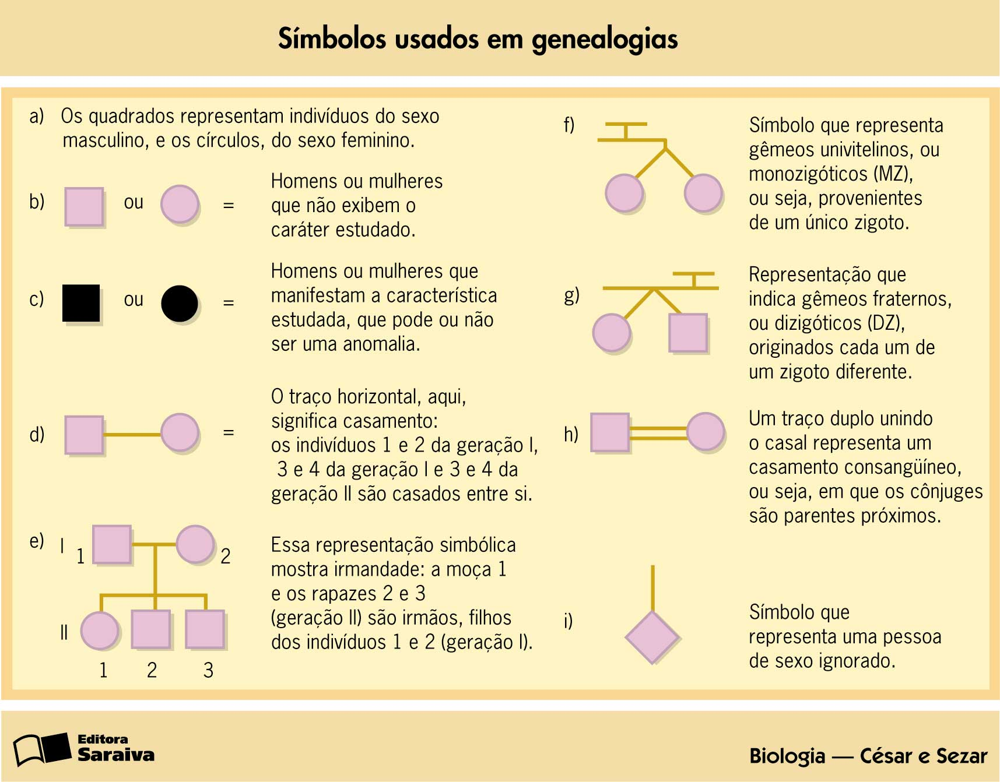 Símbolos usados em genealogias
a) Os quadrados representam indivíduos do sexo
masculino, e os círculos, do sexo feminino.
b) ou =
Homens ou mulheres
que não exibem o
caráter estudado.
c) ou =
Homens ou mulheres que
manifestam a característica
estudada, que pode ou não
ser uma anomalia.
d) =
O traço horizontal, aqui,
significa casamento:
os indivíduos 1 e 2 da geração I,
3 e 4 da geração I e 3 e 4 da
geração II são casados entre si.
e) I 1 2
II
1 2 3
Essa representação simbólica
mostra irmandade: a moça 1
e os rapazes 2 e 3
(geração II) são irmãos, filhos
dos indivíduos 1 e 2 (geração I).
f)
Símbolo que representa
gêmeos univitelinos, ou
monozigóticos (MZ),
ou seja, provenientes
de um único zigoto.
g)
Representação que
indica gêmeos fraternos,
ou dizigóticos (DZ),
originados cada um de
um zigoto diferente.
h)
Um traço duplo unindo
o casal representa um
casamento consangüíneo,
ou seja, em que os cônjuges
são parentes próximos.
i)
Símbolo que
representa uma pessoa
de sexo ignorado.
Editora
Saraiva
Biologia — César e Sezar